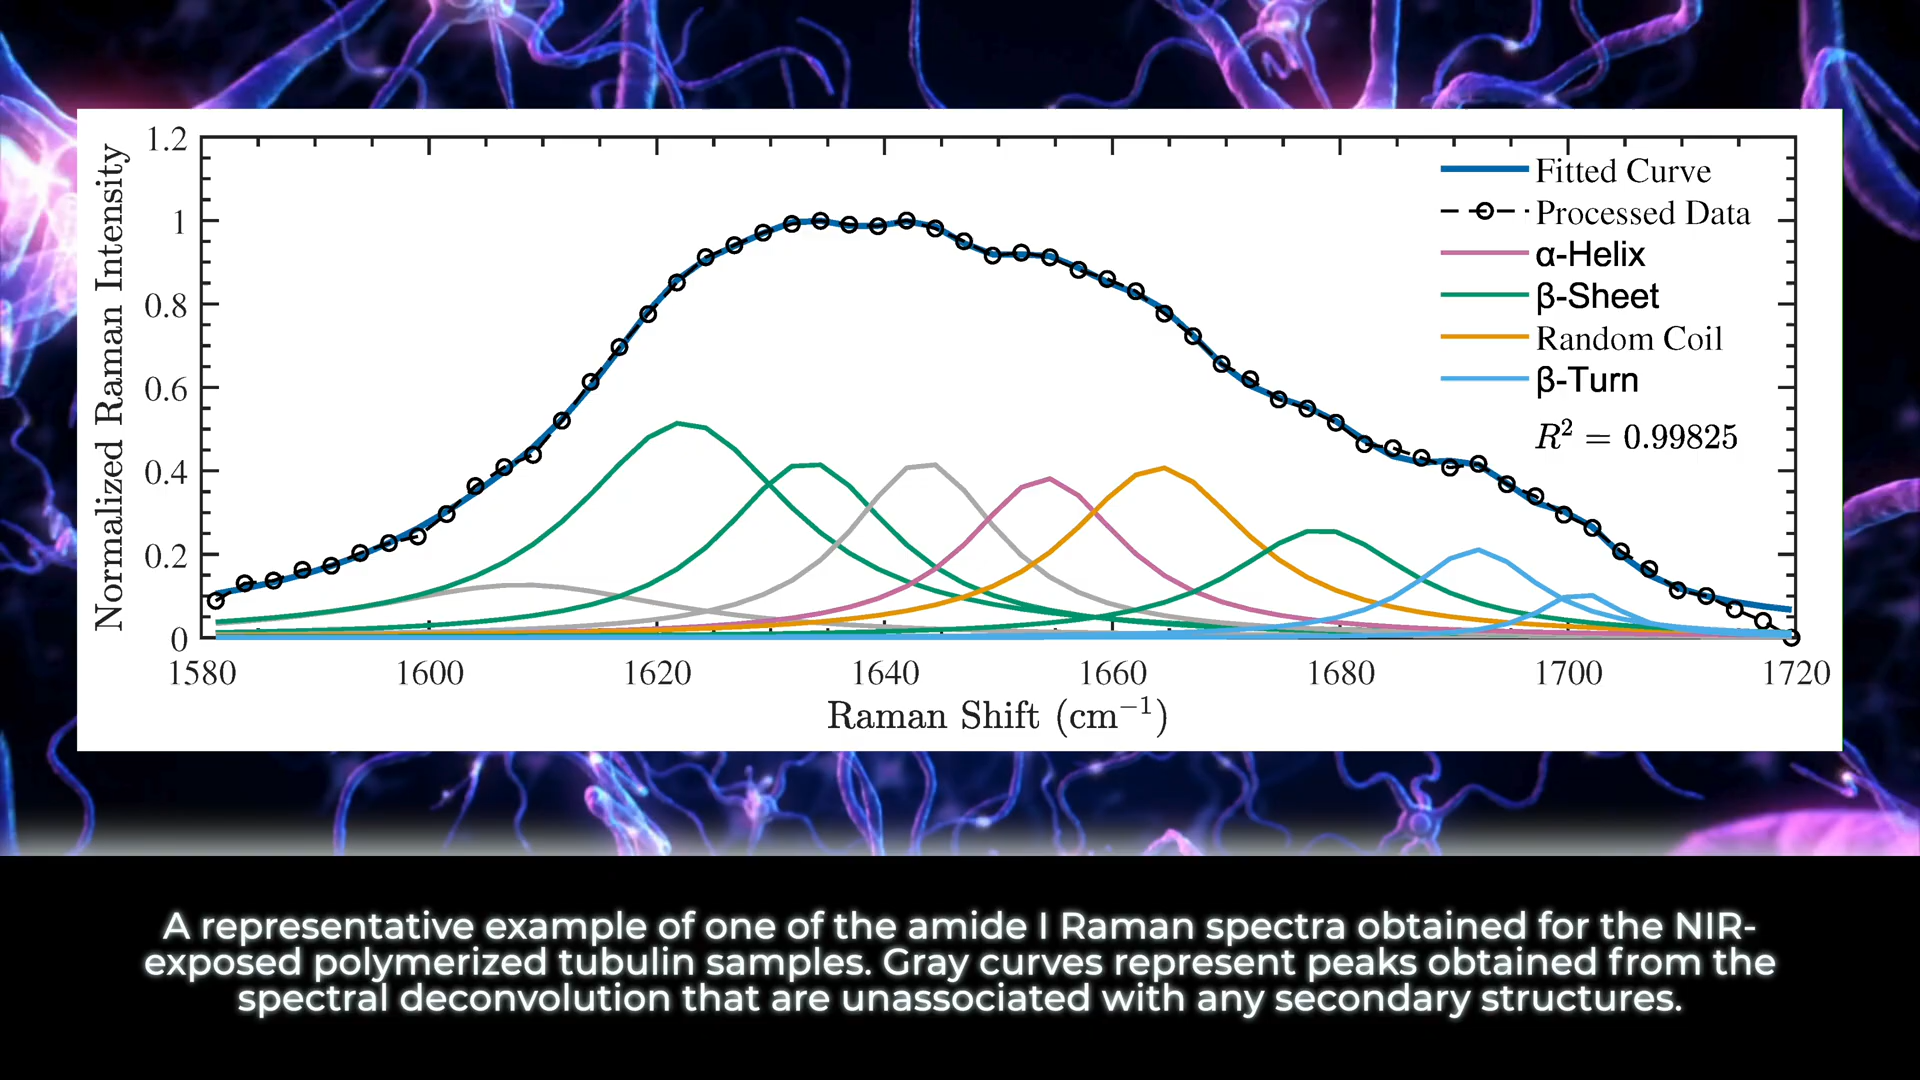 1.2
1
0.8
0.6
0.4
0.2
0
Normalized Raman Intensity
Fitted Curve
Processed Data
α-Helix
β-Sheet
Random Coil
β-Turn
R² = 0.99825
1580 1600 1620 1640 1660 1680 1700 1720
Raman Shift (cm⁻¹)
A representative example of one of the amide I Raman spectra obtained for the NIR-
exposed polymerized tubulin samples. Gray curves represent peaks obtained from the
spectral deconvolution that are unassociated with any secondary structures.